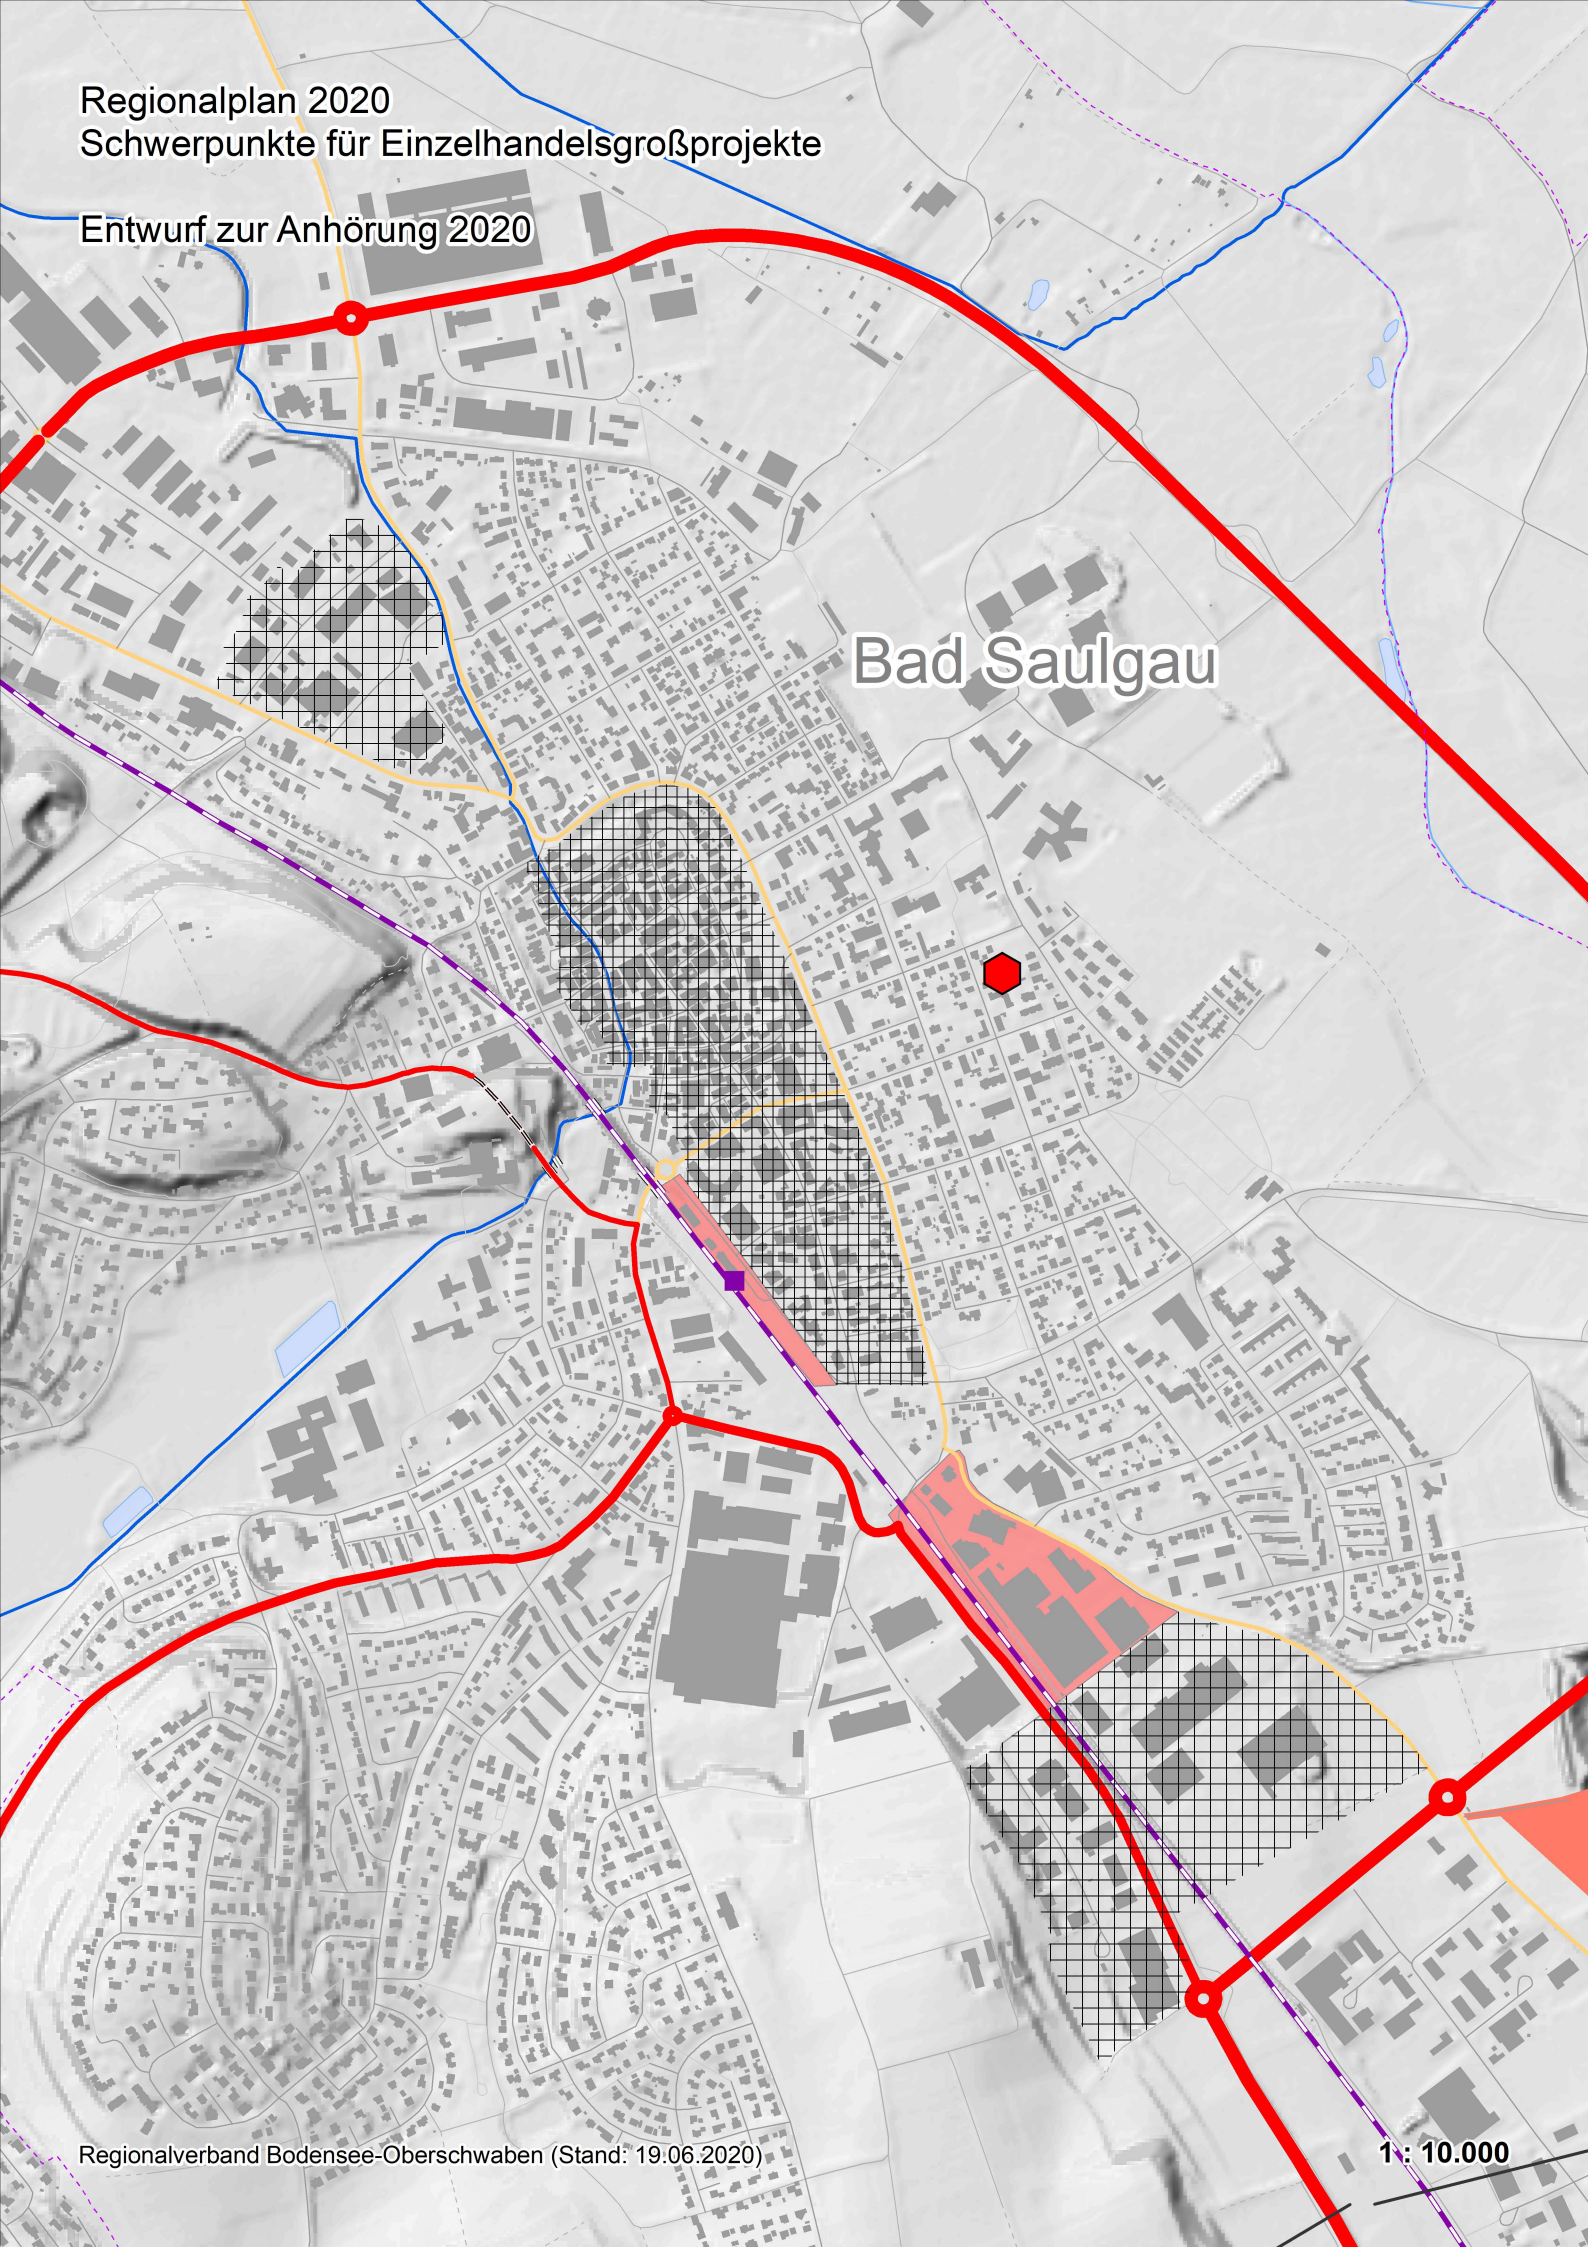 Regionalplan 2020
Schwerpunkte für Einzelhandelsgroßprojekte
Entwurf zur Anhörung 2020
Bad Saulgau
Regionalverband Bodensee-Oberschwaben (Stand: 19.06.2020)
1 : 10.000